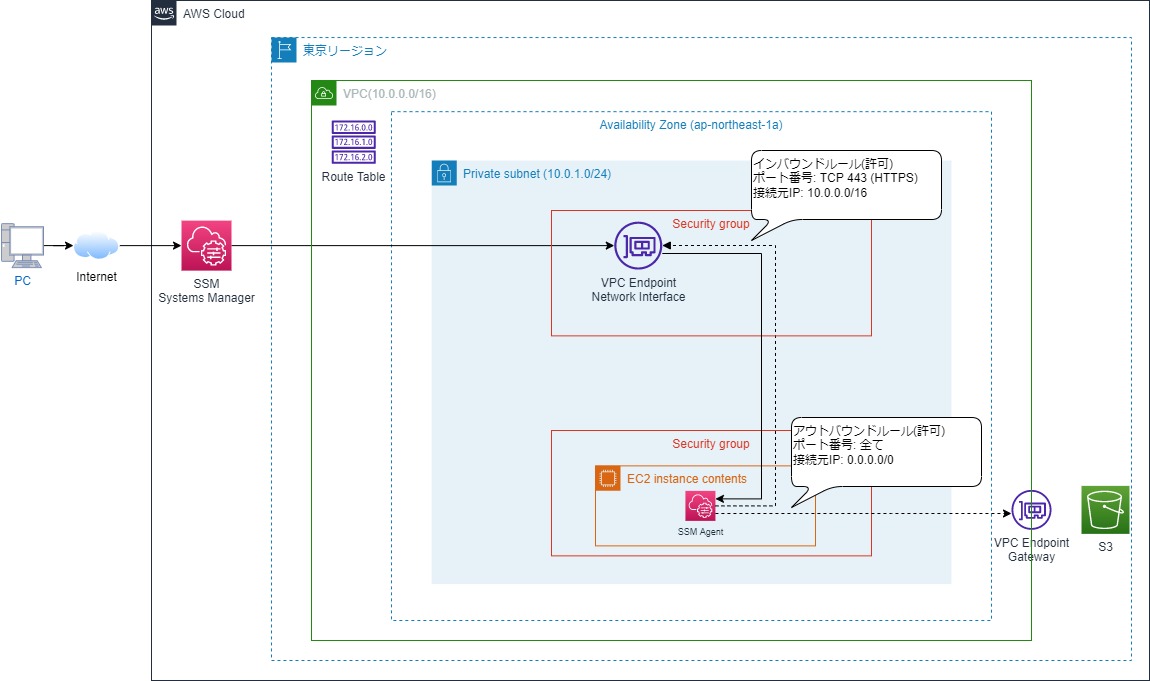 aws
AWS Cloud
東京リージョン
VPC(10.0.0.0/16)
172.16.0.0
172.16.1.0
172.16.2.0
Route Table
Availability Zone (ap-northeast-1a)
Private subnet (10.0.1.0/24)
インバウンドルール(許可)
ポート番号: TCP 443 (HTTPS)
接続元IP: 10.0.0.0/16
Security group
VPC Endpoint
Network Interface
PC
Internet
SSM
Systems Manager
アウトバウンドルール(許可)
ポート番号: 全て
接続元IP: 0.0.0.0/0
Security group
EC2 instance contents
SSM Agent
VPC Endpoint
Gateway
S3